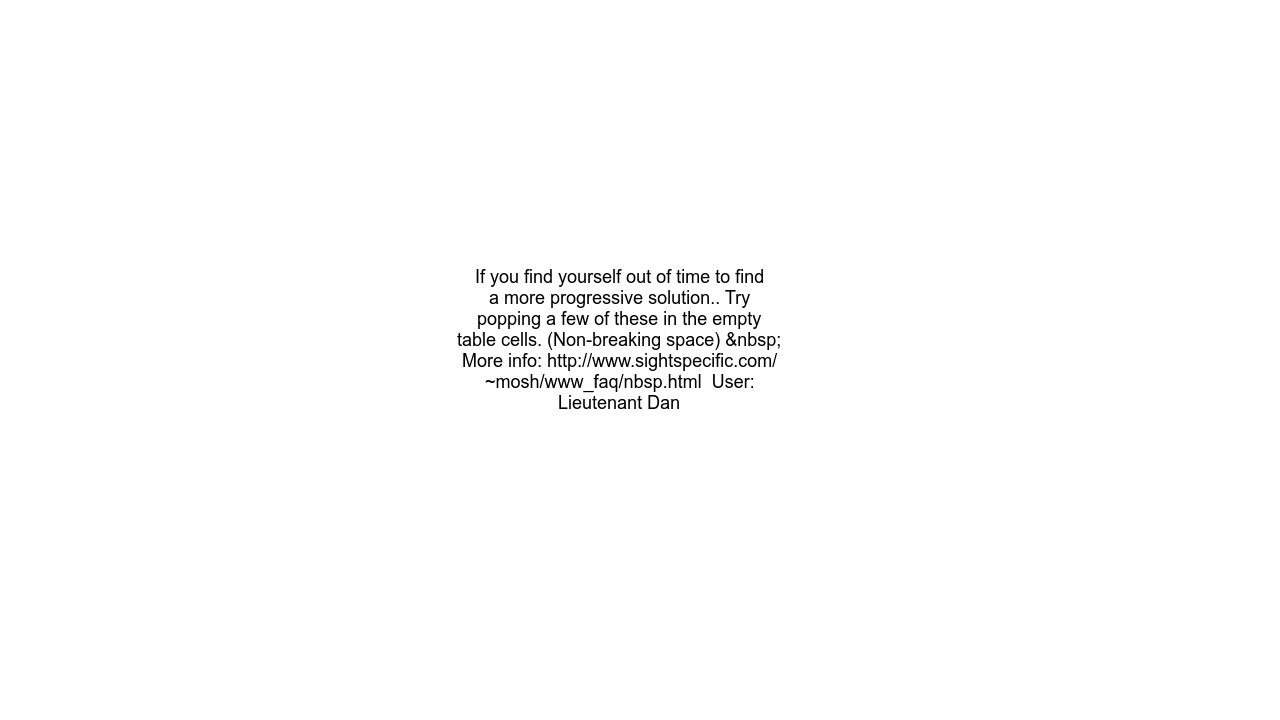 If you find yourself out of time to find
a more progressive solution.. Try
popping a few of these in the empty
table cells. (Non-breaking space) &nbsp;
More info: http://www.sightspecific.com/
~mosh/www_faq/nbsp.html  User:
Lieutenant Dan